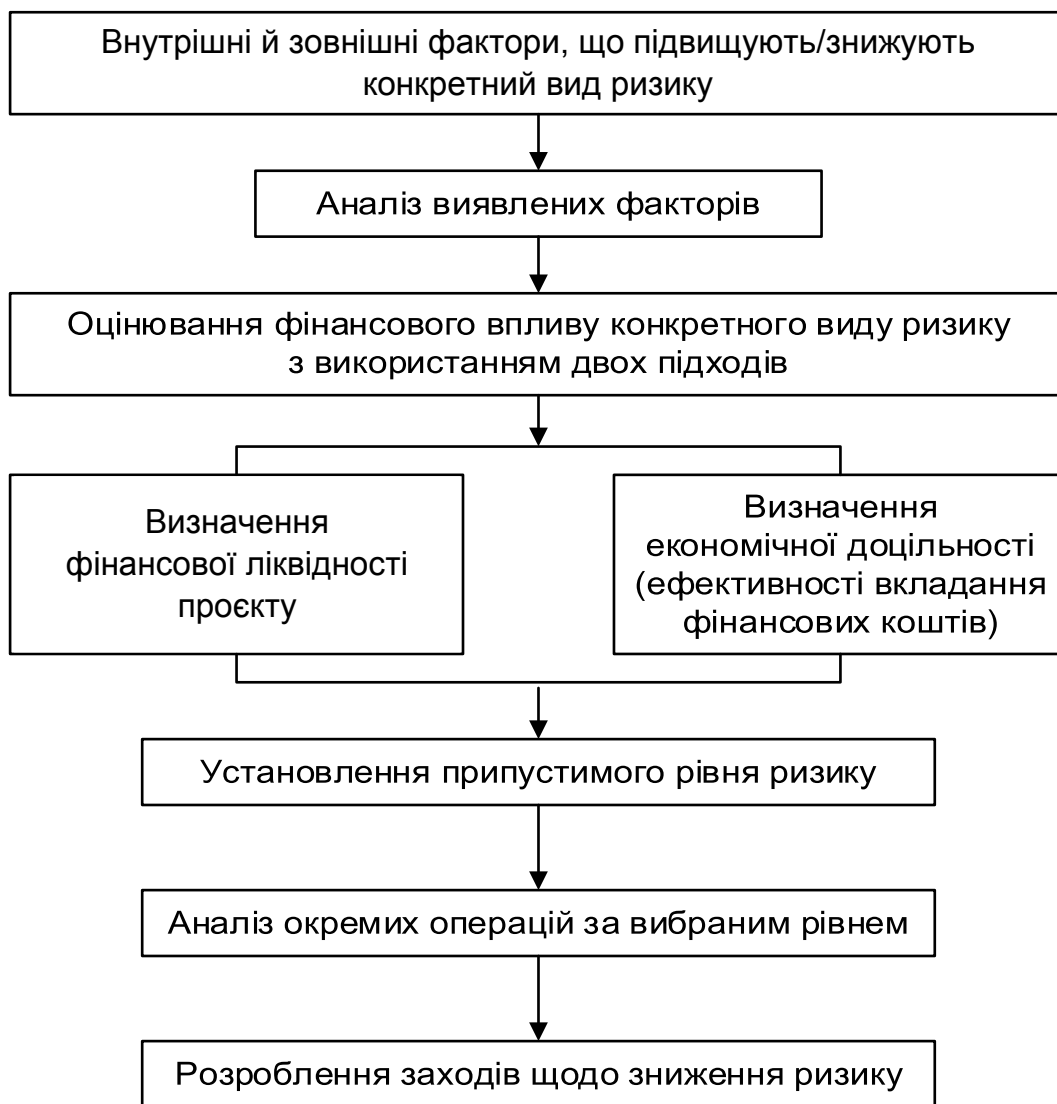 Внутрішні й зовнішні фактори, що підвищують/знижують
конкретний вид ризику
Аналіз виявлених факторів
Оцінювання фінансового впливу конкретного виду ризику
з використанням двох підходів
Визначення
фінансової ліквідності
проєкту
Визначення
економічної доцільності
(ефективності вкладання
фінансових коштів)
Установлення припустимого рівня ризику
Аналіз окремих операцій за вибраним рівнем
Розроблення заходів щодо зниження ризику